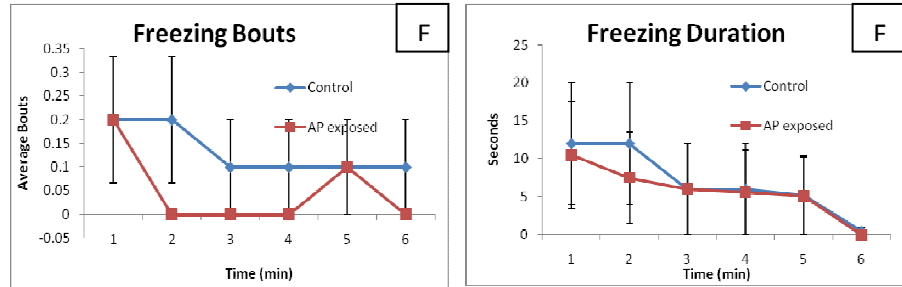 Freezing Bouts
F
0.35
0.3
0.25
0.2
0.15
0.1
0.05
0
-0.05
Average Bouts
Control
AP exposed
1 2 3 4 5 6
Time (min)
Freezing Duration
F
25
20
15
10
5
0
Seconds
Control
AP exposed
1 2 3 4 5 6
Time (min)